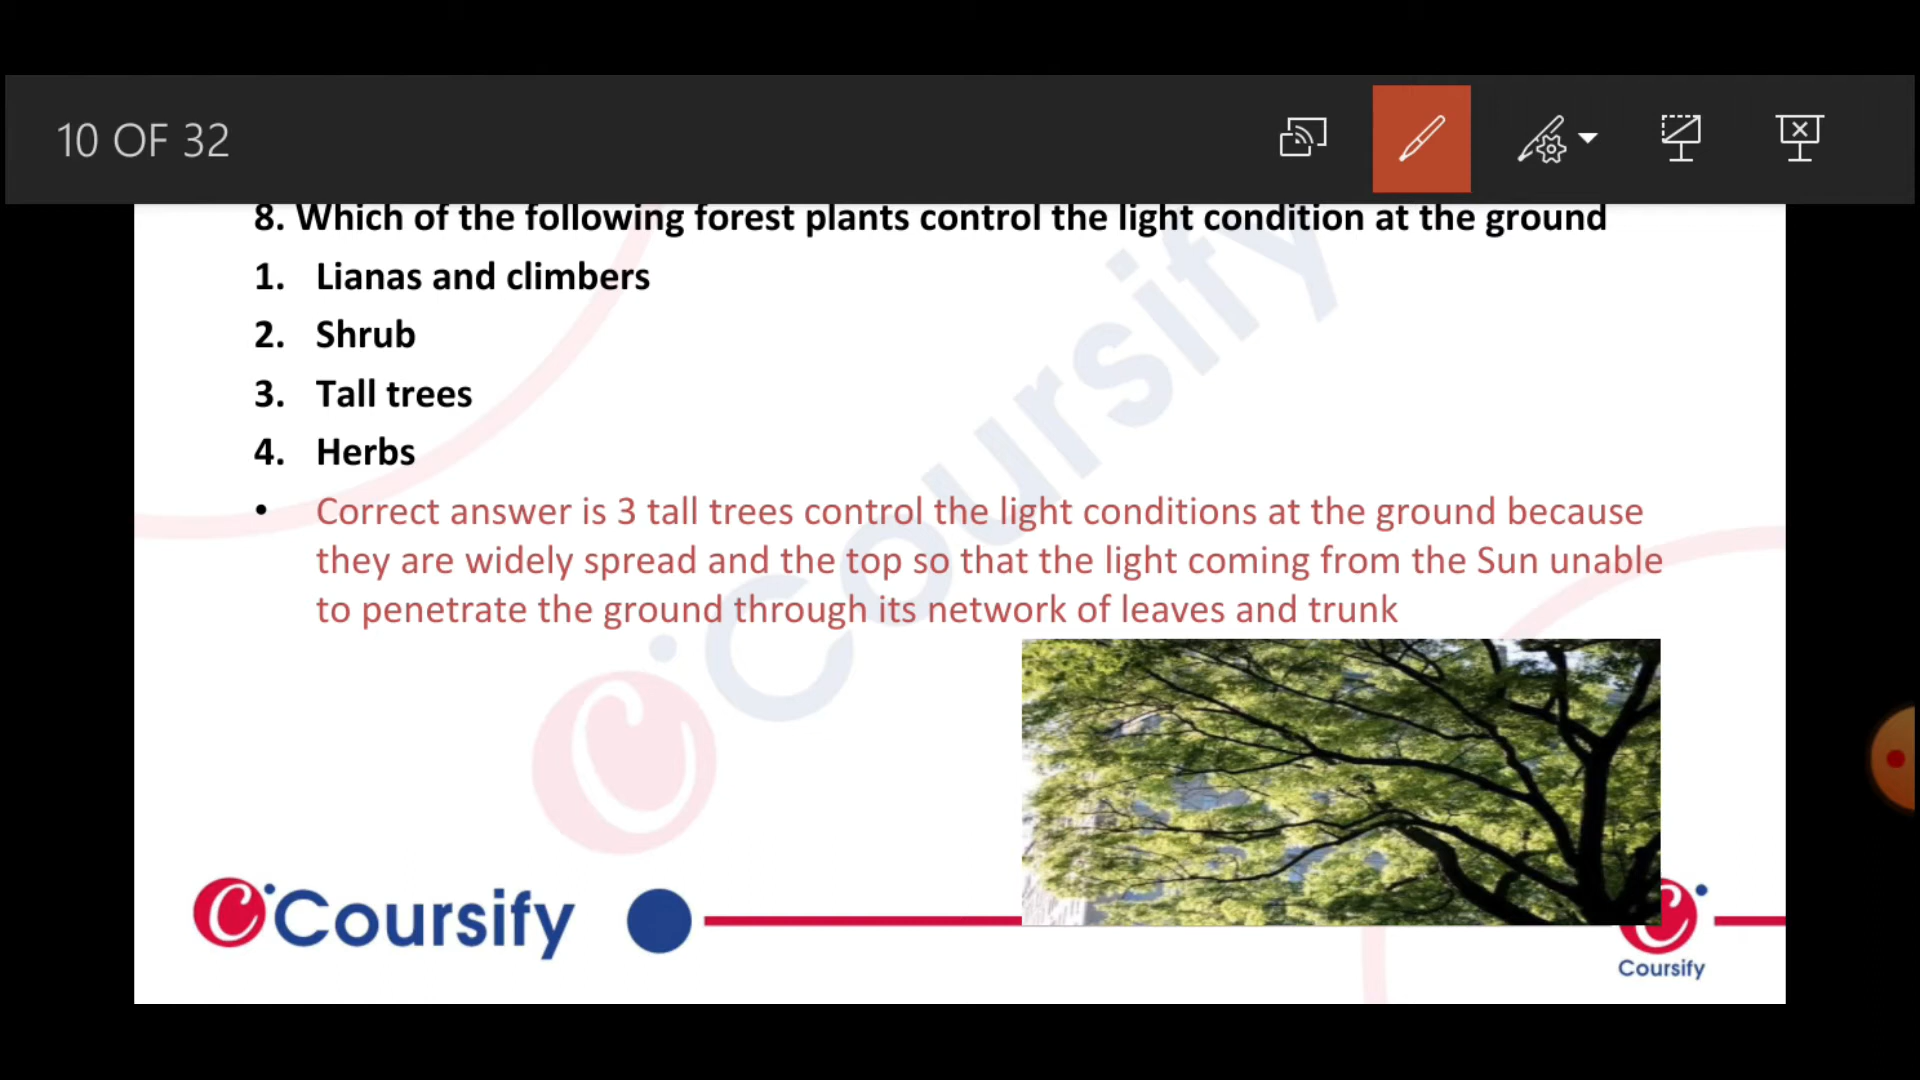 10 OF 32
8. Which of the following forest plants control the light condition at the ground
1. Lianas and climbers
2. Shrub
3. Tall trees
4. Herbs
• Correct answer is 3 tall trees control the light conditions at the ground because
they are widely spread and the top so that the light coming from the Sun unable
to penetrate the ground through its network of leaves and trunk
Coursify
Coursify
Coursify